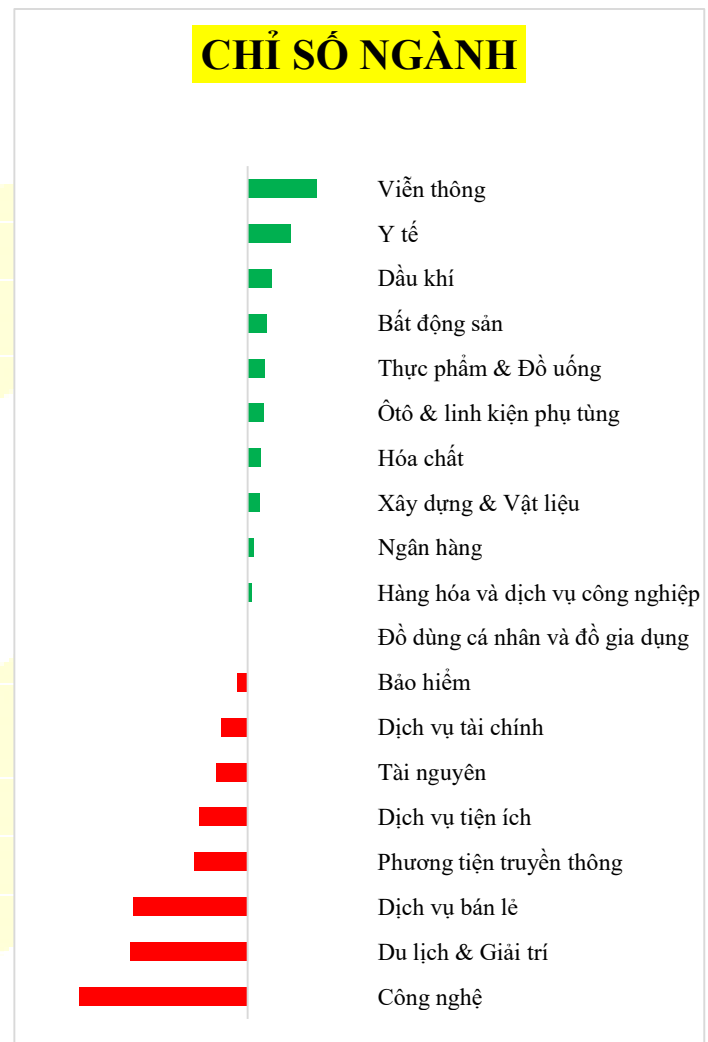 CHỈ SỐ NGÀNH
Viễn thông
Y tế
Dầu khí
Bất động sản
Thực phẩm & Đồ uống
Ôtô & linh kiện phụ tùng
Hóa chất
Xây dựng & Vật liệu
Ngân hàng
Hàng hóa và dịch vụ công nghiệp
Đồ dùng cá nhân và đồ gia dụng
Bảo hiểm
Dịch vụ tài chính
Tài nguyên
Dịch vụ tiện ích
Phương tiện truyền thông
Dịch vụ bán lẻ
Du lịch & Giải trí
Công nghệ